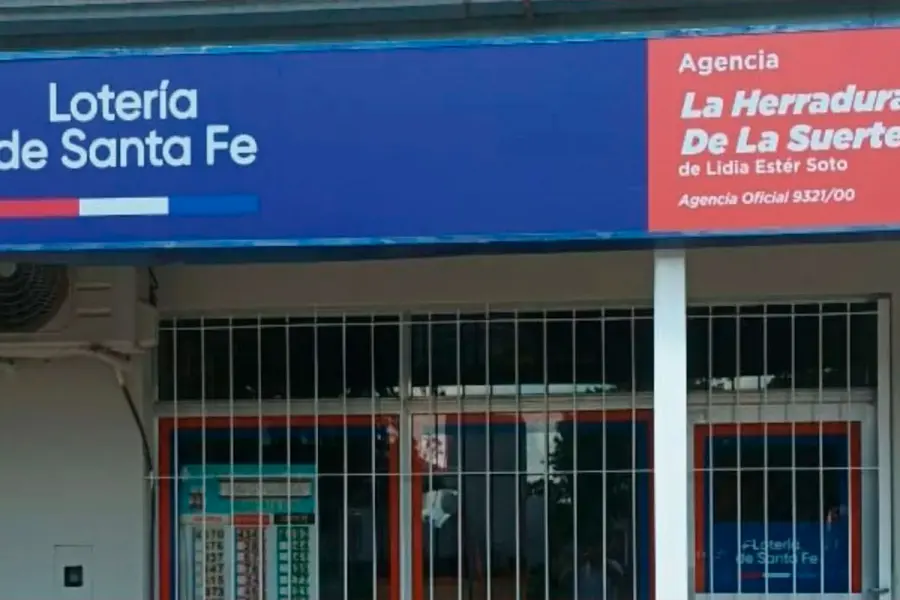 Lotería
de Santa Fe
Agencia
La Herradura
De La Suerte
de Lidia Estér Soto
Agencia Oficial 9321/00
Lotería
de Santa Fe